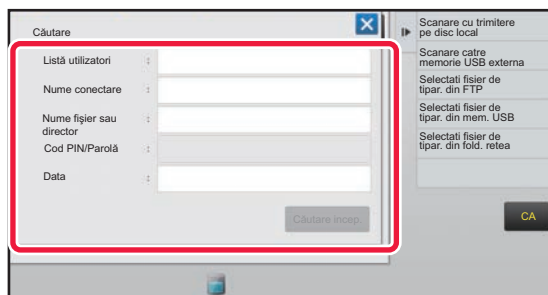 Căutare
Listă utilizatori :
Nume conectare :
Nume fișier sau :
director
Cod PIN/Parolă :
Data :
Căutare încep.
Scanare cu trimitere
pe disc local
Scanare catre
memorie USB externa
Selectati fisier de
tipar. din FTP
Selectati fisier de
tipar. din mem. USB
Selectati fisier de
tipar. din fold. retea
CA